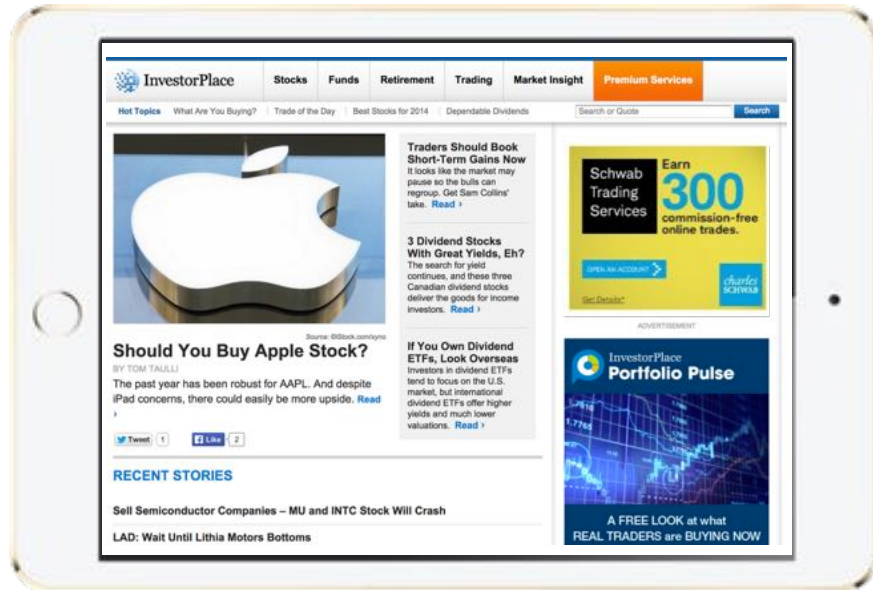 InvestorPlace
Stocks
Funds
Retirement
Trading
Market Insight
Premium Services
Hot Topics
What Are You Buying?
Trade of the Day
Best Stocks for 2014
Dependable Dividends
Search or Quote
Search
Source: ©iStock.com/syno
Should You Buy Apple Stock?
BY TOM TAULLI
The past year has been robust for AAPL. And despite
iPad concerns, there could easily be more upside. Read
›
Tweet 1
Like 2
Traders Should Book
Short-Term Gains Now
It looks like the market may
pause so the bulls can
regroup. Get Sam Collins'
take. Read ›
3 Dividend Stocks
With Great Yields, Eh?
The search for yield
continues, and these three
Canadian dividend stocks
deliver the goods for income
investors. Read ›
If You Own Dividend
ETFs, Look Overseas
Investors in dividend ETFs
tend to focus on the U.S.
market, but international
dividend ETFs offer higher
yields and much lower
valuations. Read ›
RECENT STORIES
Sell Semiconductor Companies – MU and INTC Stock Will Crash
LAD: Wait Until Lithia Motors Bottoms
Schwab
Trading
Services
Earn
300
commission-free
online trades.
OPEN AN ACCOUNT
Get Details*
charles
SCHWAB
ADVERTISEMENT
InvestorPlace
Portfolio Pulse
1.7765
A FREE LOOK at what
REAL TRADERS are BUYING NOW